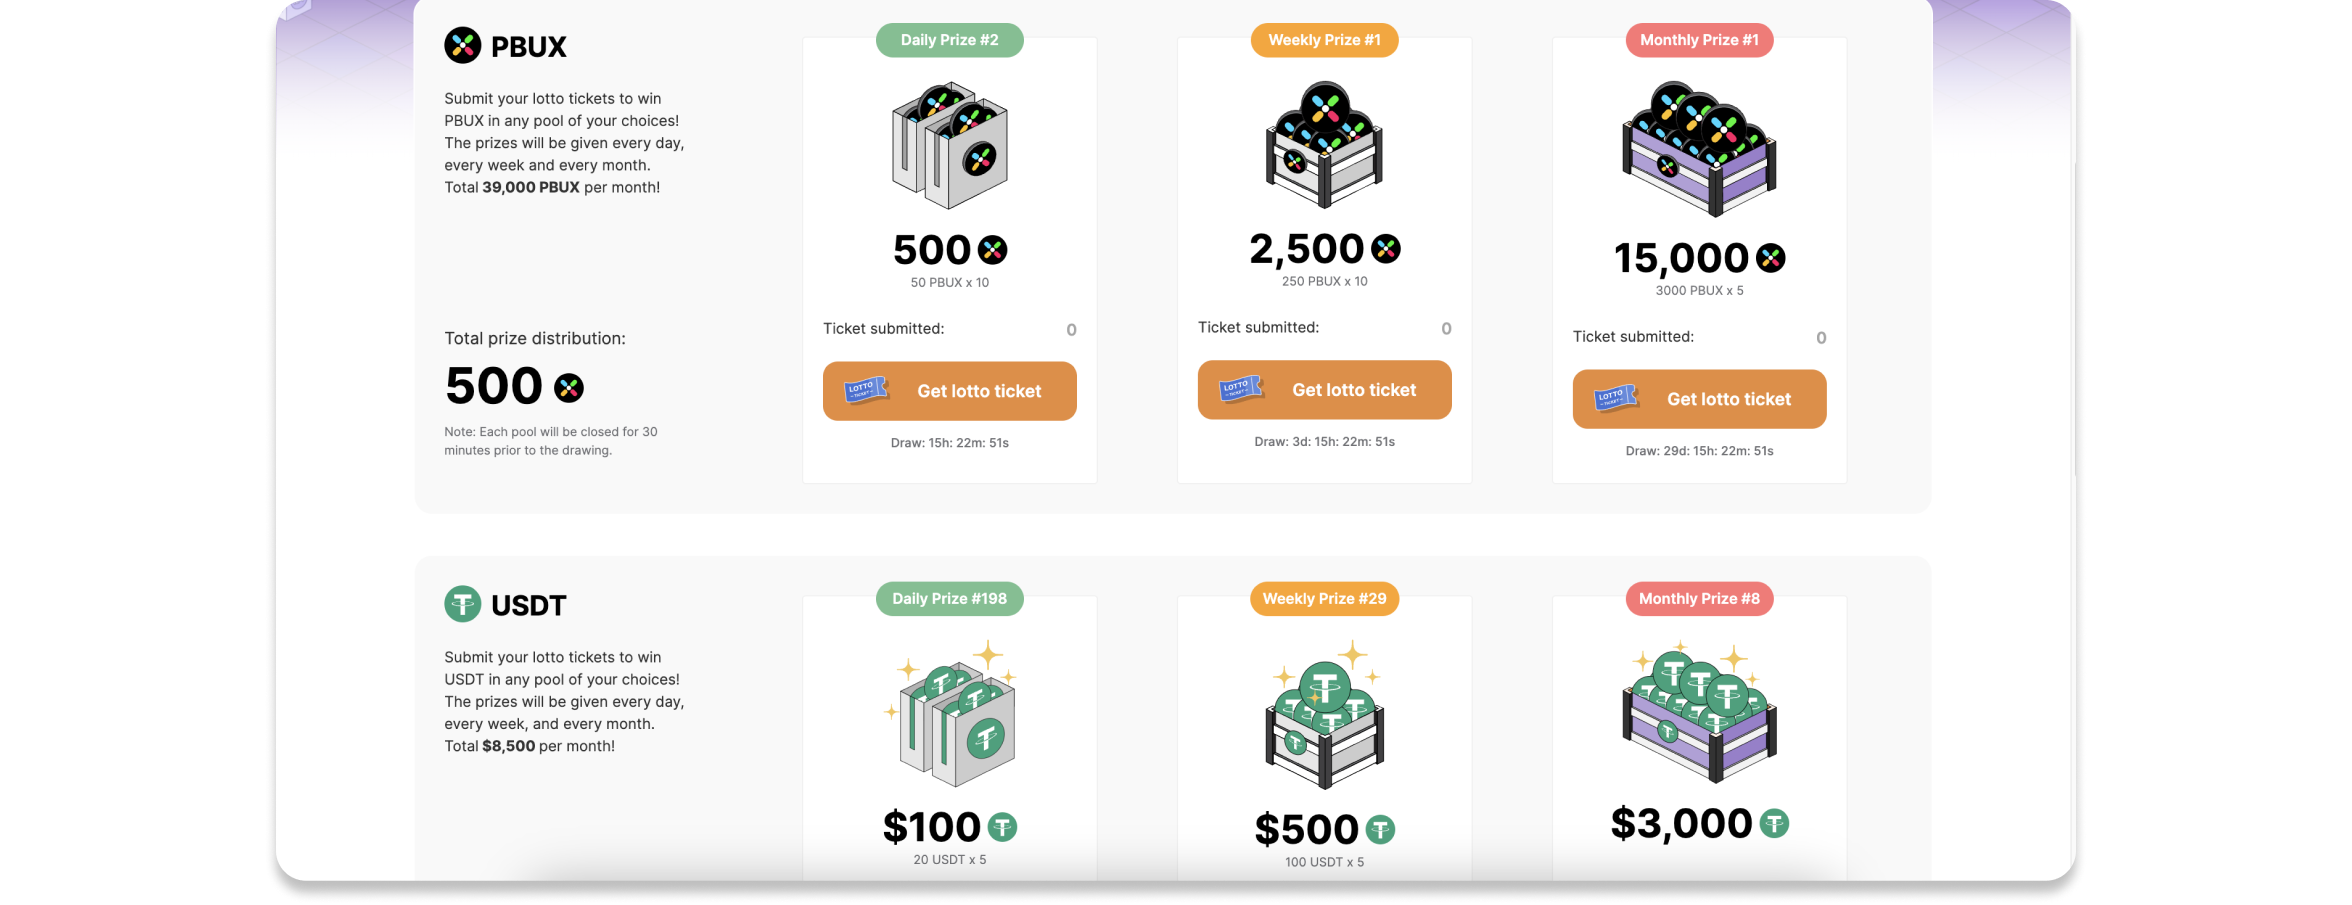 PBUX
Submit your lotto tickets to win
PBUX in any pool of your choices!
The prizes will be given every day,
every week and every month.
Total 39,000 PBUX per month!
Total prize distribution:
500
Note: Each pool will be closed for 30
minutes prior to the drawing.
Daily Prize #2
500
50 PBUX x 10
Ticket submitted: 0
LOTTO
TICKET
Get lotto ticket
Draw: 15h: 22m: 51s
Weekly Prize #1
2,500
250 PBUX x 10
Ticket submitted: 0
LOTTO
TICKET
Get lotto ticket
Draw: 3d: 15h: 22m: 51s
Monthly Prize #1
15,000
3000 PBUX x 5
Ticket submitted: 0
LOTTO
TICKET
Get lotto ticket
Draw: 29d: 15h: 22m: 51s
USDT
Submit your lotto tickets to win
USDT in any pool of your choices!
The prizes will be given every day,
every week, and every month.
Total $8,500 per month!
Daily Prize #198
$100
20 USDT x 5
Weekly Prize #29
$500
100 USDT x 5
Monthly Prize #8
$3,000